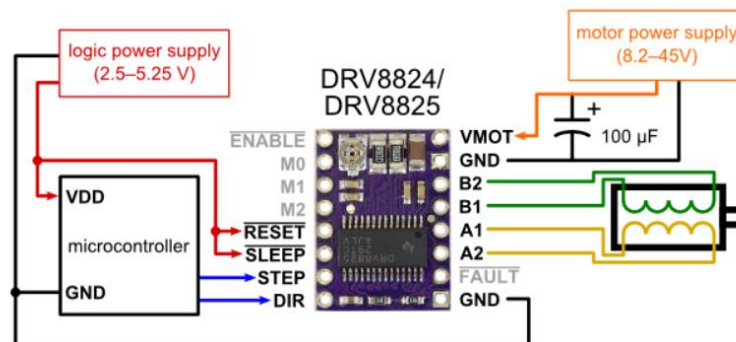 logic power supply
(2.5–5.25 V)
motor power supply
(8.2–45V)
DRV8824/
DRV8825
ENABLE
M0
M1
M2
RESET
SLEEP
STEP
DIR
VMOT
GND
B2
B1
A1
A2
FAULT
GND
100 µF
+
VDD
microcontroller
GND
DRV8825